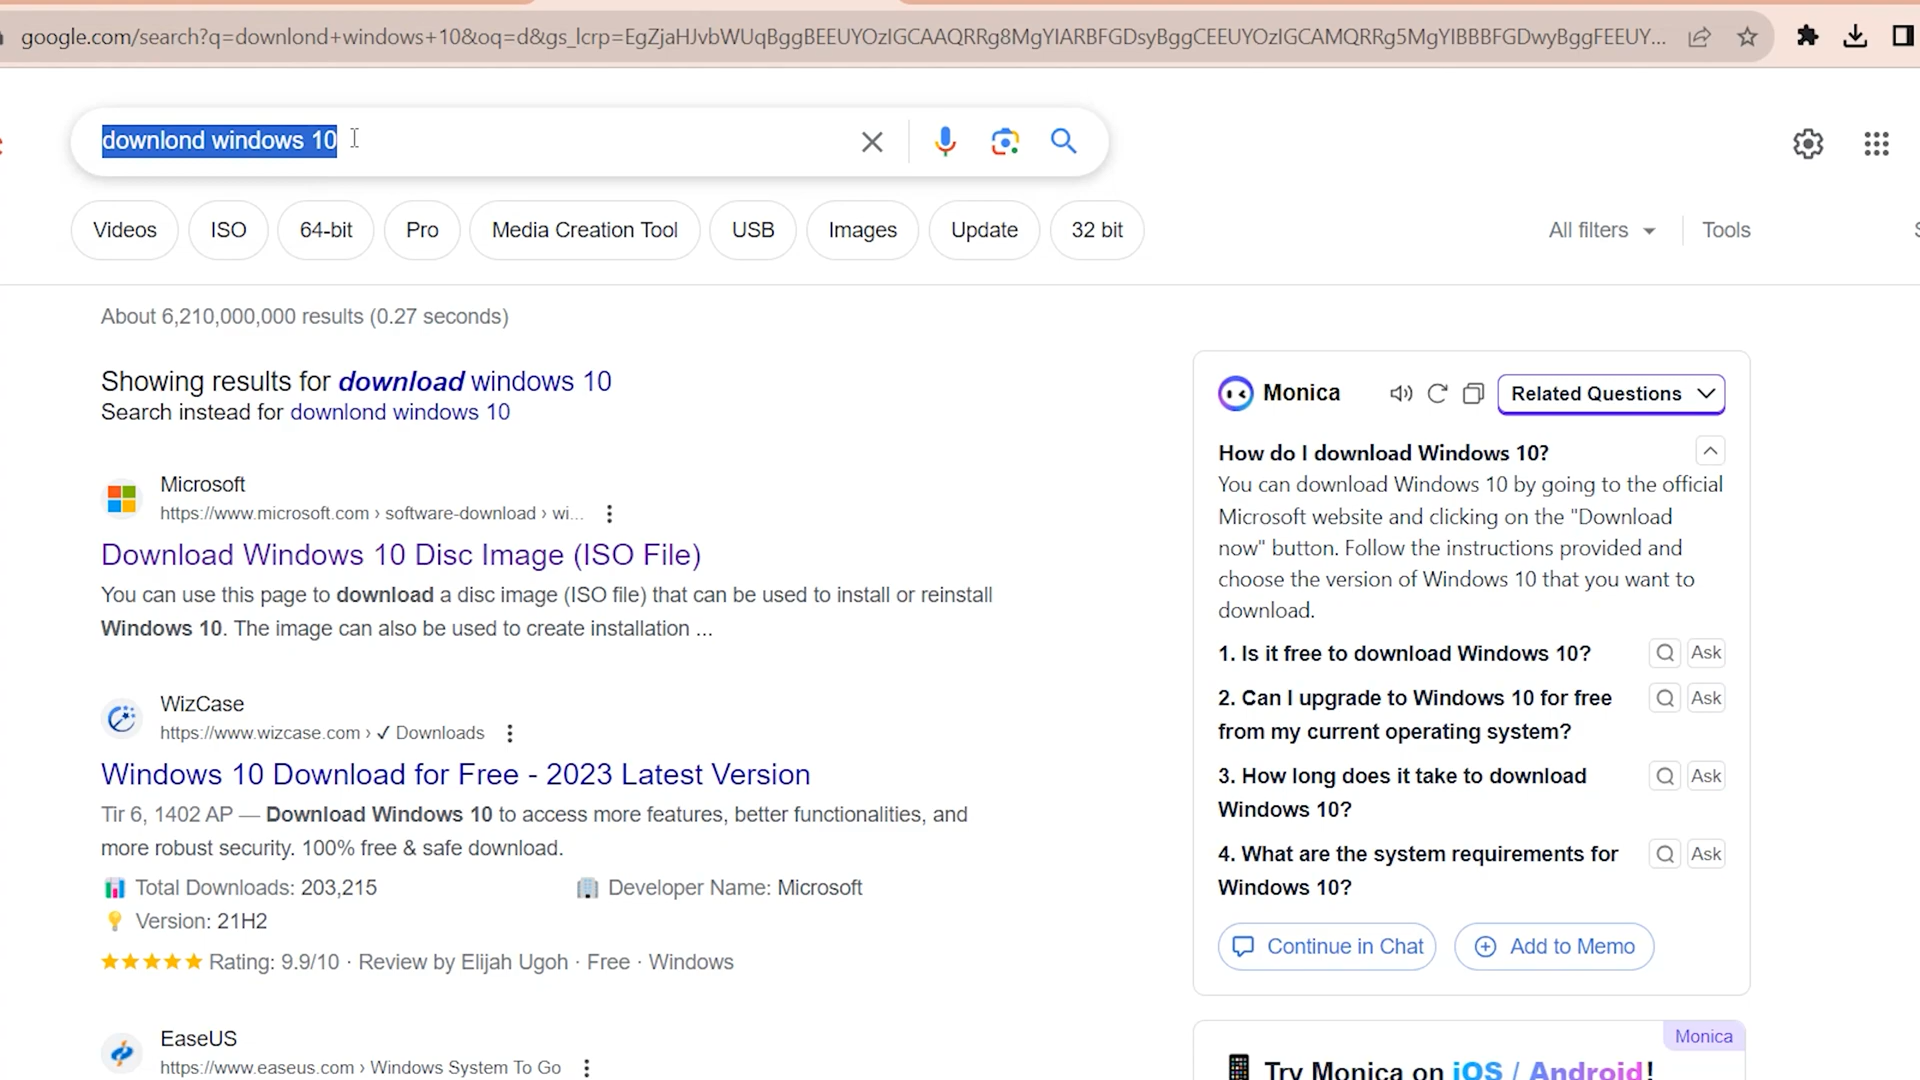 google.com/search?q=downlond+windows+10&oq=d&gs_lcrp=EgZjaHJvbWUqBggBEEUYOzIGCAAQRRg8MgYIARBFGDsyBggCEEUYOzIGCAMQRRg5MgYIBBBFGDwyBggFEEUY...
downlond windows 10
Videos
ISO
64-bit
Pro
Media Creation Tool
USB
Images
Update
32 bit
All filters
Tools
About 6,210,000,000 results (0.27 seconds)
Showing results for download windows 10
Search instead for downlond windows 10
Microsoft
https://www.microsoft.com › software-download › wi...
Download Windows 10 Disc Image (ISO File)
You can use this page to download a disc image (ISO file) that can be used to install or reinstall
Windows 10. The image can also be used to create installation ...
WizCase
https://www.wizcase.com › ✓ Downloads
Windows 10 Download for Free - 2023 Latest Version
Tir 6, 1402 AP — Download Windows 10 to access more features, better functionalities, and
more robust security. 100% free & safe download.
Total Downloads: 203,215
Developer Name: Microsoft
Version: 21H2
Rating: 9.9/10 · Review by Elijah Ugoh · Free · Windows
EaseUS
https://www.easeus.com › Windows System To Go
Monica
Related Questions
How do I download Windows 10?
You can download Windows 10 by going to the official
Microsoft website and clicking on the "Download
now" button. Follow the instructions provided and
choose the version of Windows 10 that you want to
download.
1. Is it free to download Windows 10?
Ask
2. Can I upgrade to Windows 10 for free
from my current operating system?
Ask
3. How long does it take to download
Windows 10?
Ask
4. What are the system requirements for
Windows 10?
Ask
Continue in Chat
Add to Memo
Monica
Try Monica on iOS / Android!